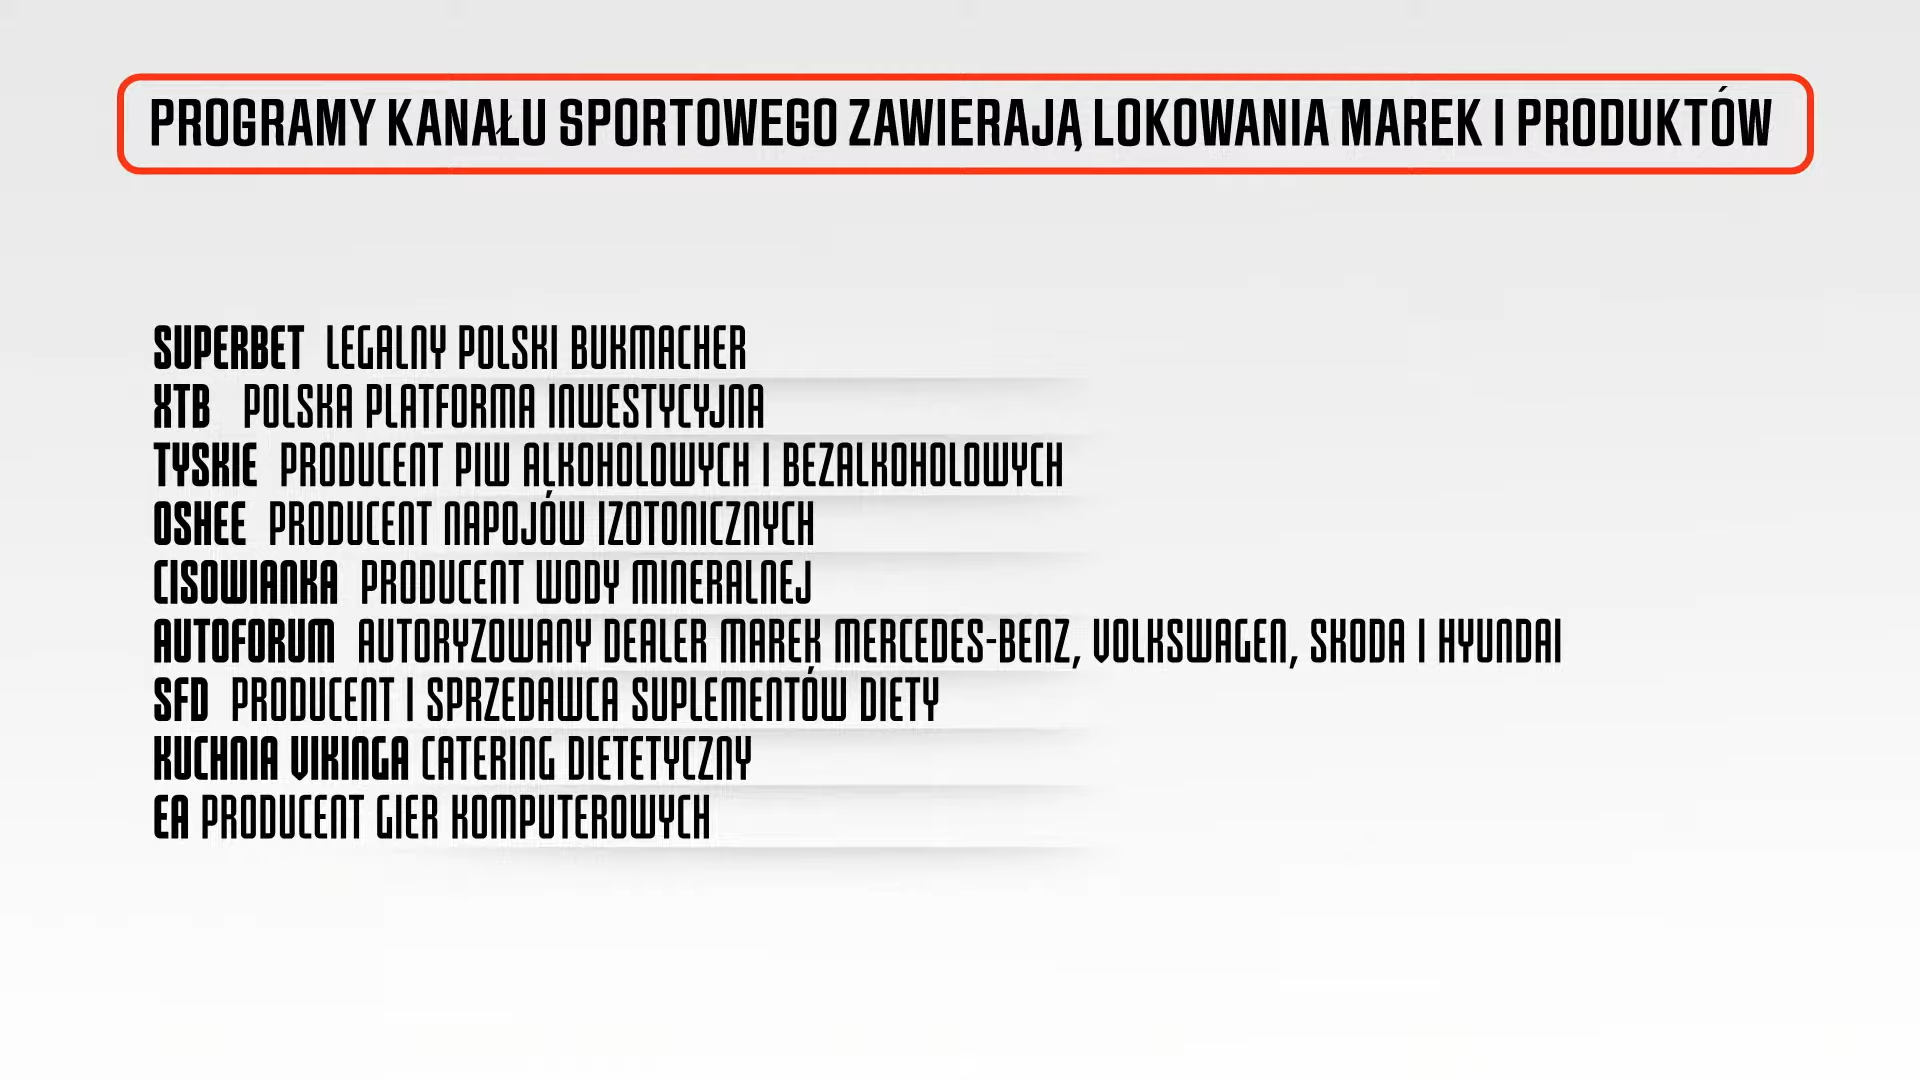 PROGRAMY KANAŁU SPORTOWEGO ZAWIERAJĄ LOKOWANIA MAREK I PRODUKTÓW
SUPERBET LEGALNY POLSKI BUKMACHER
XTB POLSKA PLATFORMA INWESTYCYJNA
TYSKIE PRODUCENT PIW ALKOHOLOWYCH I BEZALKOHOLOWYCH
OSHEE PRODUCENT NAPOJÓW IZOTONICZNYCH
CISOWIANKA PRODUCENT WODY MINERALNEJ
AUTOFORUM AUTORYZOWANY DEALER MAREK MERCEDES-BENZ, VOLKSWAGEN, SKODA I HYUNDAI
SFD PRODUCENT I SPRZEDAWCA SUPLEMENTÓW DIETY
KUCHNIA VIKINGA CATERING DIETETYCZNY
EA PRODUCENT GIER KOMPUTEROWYCH